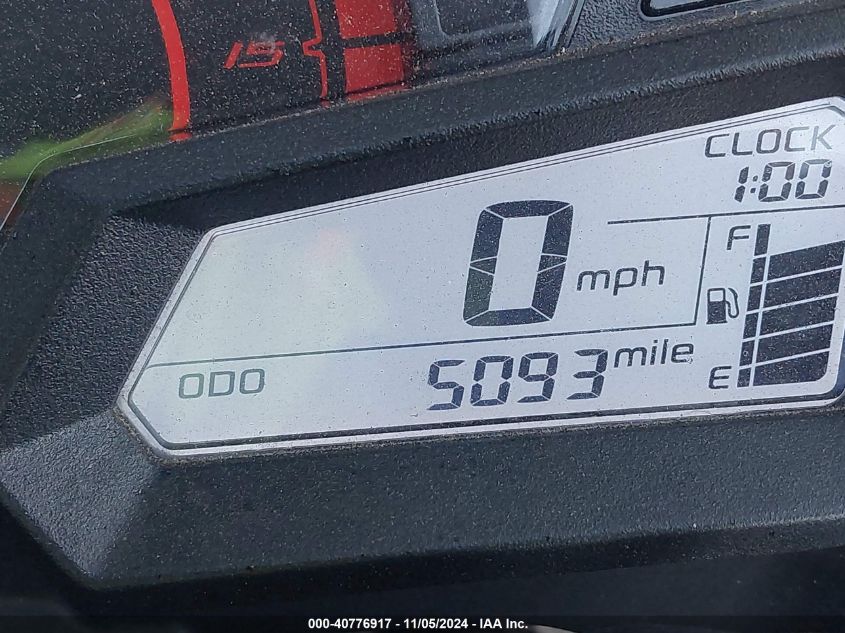 15
CLOCK
1:00
0 mph
F
ODO 5093 mile
E
000-40776917 - 11/05/2024 - IAA Inc.